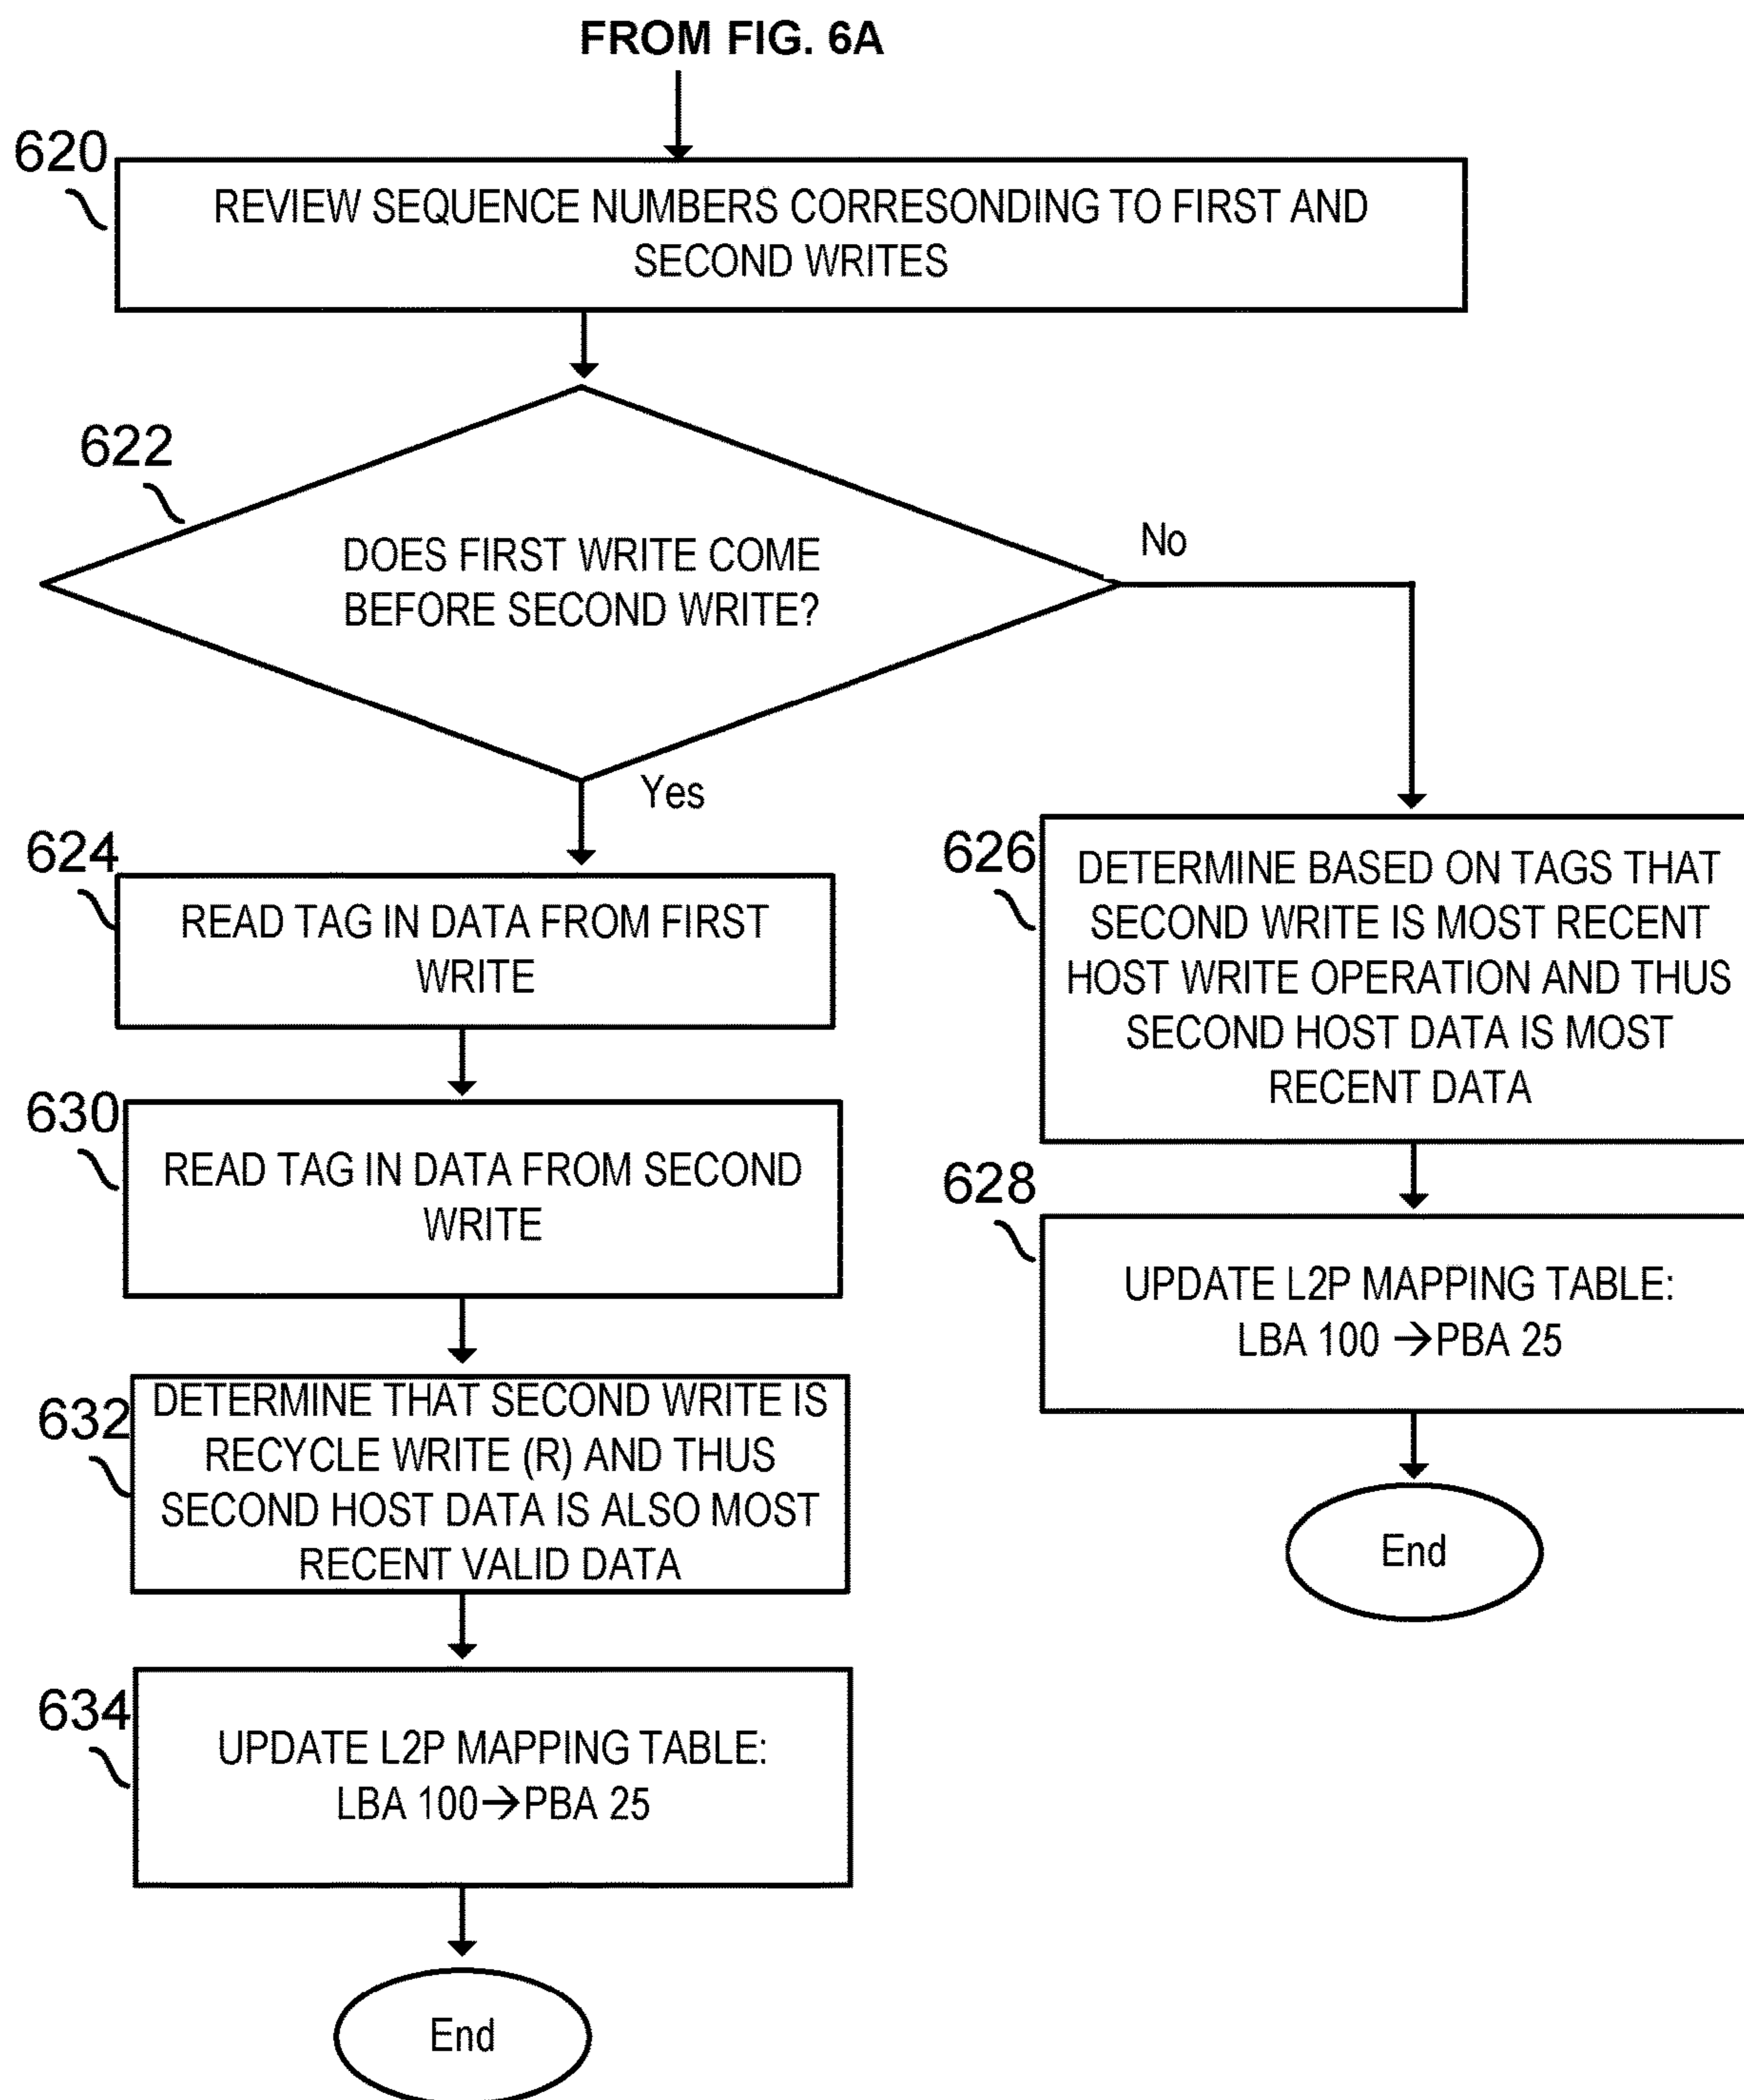 FROM FIG. 6A
620
REVIEW SEQUENCE NUMBERS CORRESONDING TO FIRST AND
SECOND WRITES
622
DOES FIRST WRITE COME
BEFORE SECOND WRITE?
No
Yes
624
READ TAG IN DATA FROM FIRST
WRITE
626
DETERMINE BASED ON TAGS THAT
SECOND WRITE IS MOST RECENT
HOST WRITE OPERATION AND THUS
SECOND HOST DATA IS MOST
RECENT DATA
630
READ TAG IN DATA FROM SECOND
WRITE
628
UPDATE L2P MAPPING TABLE:
LBA 100 →PBA 25
632
DETERMINE THAT SECOND WRITE IS
RECYCLE WRITE (R) AND THUS
SECOND HOST DATA IS ALSO MOST
RECENT VALID DATA
End
634
UPDATE L2P MAPPING TABLE:
LBA 100→PBA 25
End